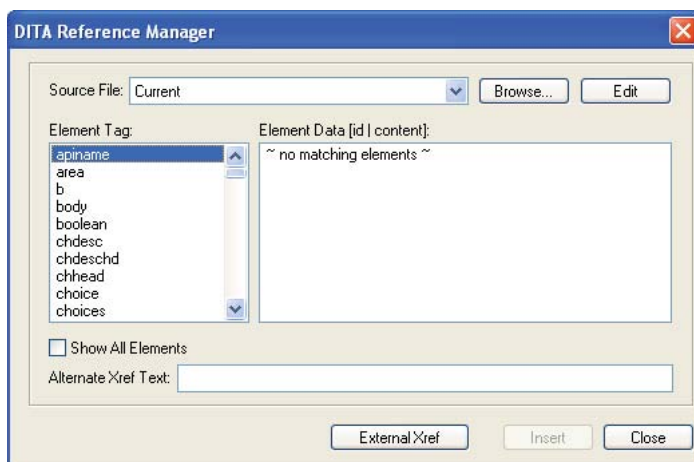 DITA Reference Manager
Source File: Current Browse... Edit
Element Tag: Element Data [id | content]:
apiname ~ no matching elements ~
area
b
body
boolean
chdesc
chdeschd
chhead
choice
choices
Show All Elements
Alternate Xref Text:
External Xref Insert Close